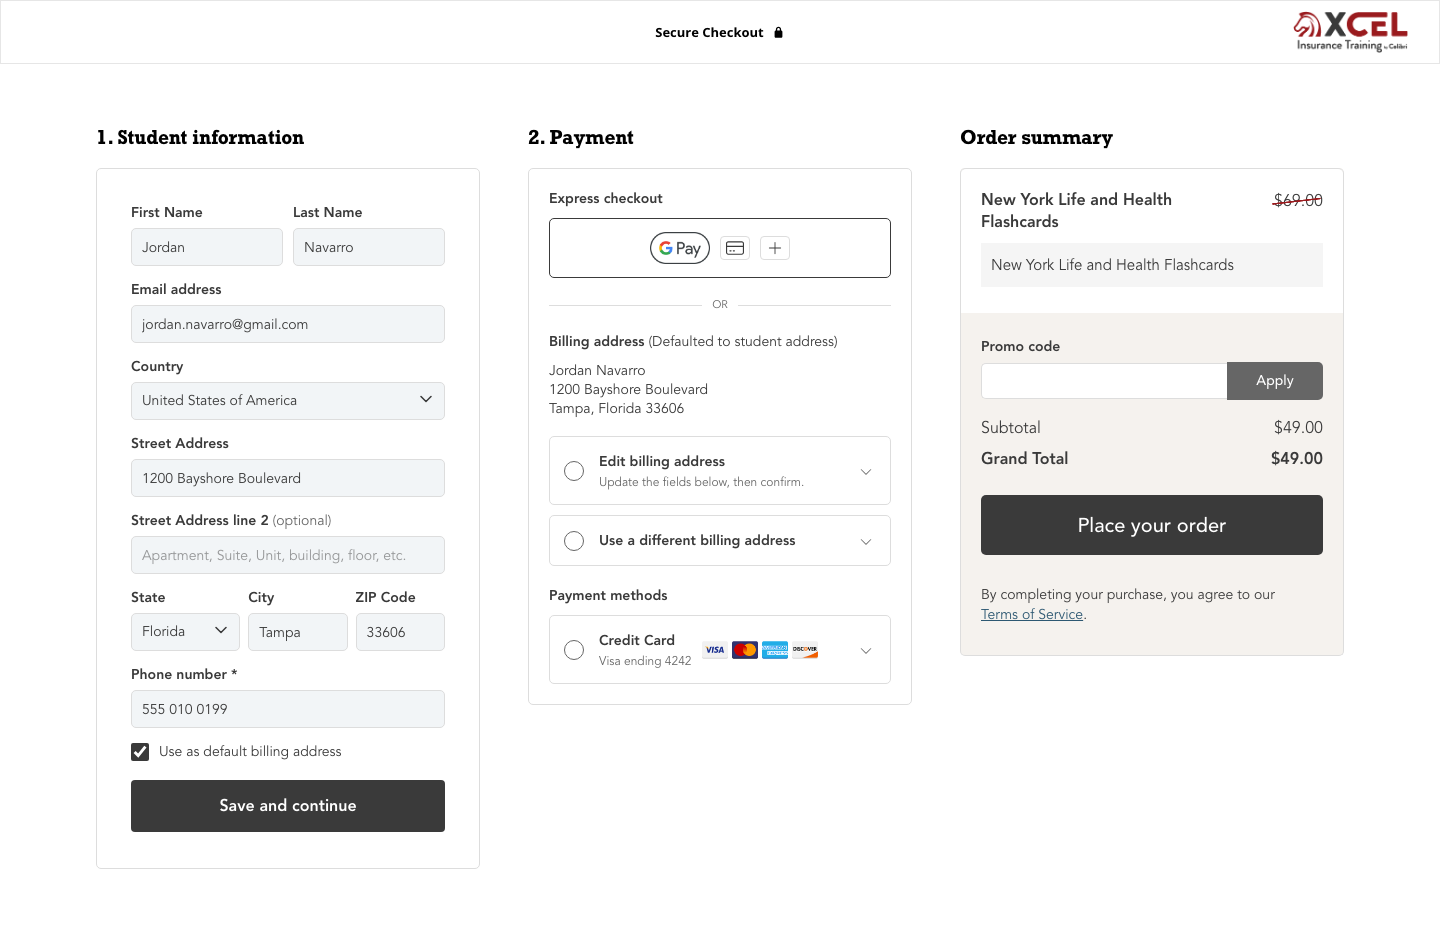 Secure Checkout
XCEL
Insurance Training by Colibri
1. Student information
First Name
Last Name
Jordan
Navarro
Email address
jordan.navarro@gmail.com
Country
United States of America
Street Address
1200 Bayshore Boulevard
Street Address line 2 (optional)
Apartment, Suite, Unit, building, floor, etc.
State
City
ZIP Code
Florida
Tampa
33606
Phone number *
555 010 0199
Use as default billing address
Save and continue
2. Payment
Express checkout
G Pay
OR
Billing address (Defaulted to student address)
Jordan Navarro
1200 Bayshore Boulevard
Tampa, Florida 33606
Edit billing address
Update the fields below, then confirm.
Use a different billing address
Payment methods
Credit Card
Visa ending 4242
VISA
AMERICAN EXPRESS
DISCOVER
Order summary
New York Life and Health
Flashcards
$69.00
New York Life and Health Flashcards
Promo code
Apply
Subtotal
$49.00
Grand Total
$49.00
Place your order
By completing your purchase, you agree to our
Terms of Service.